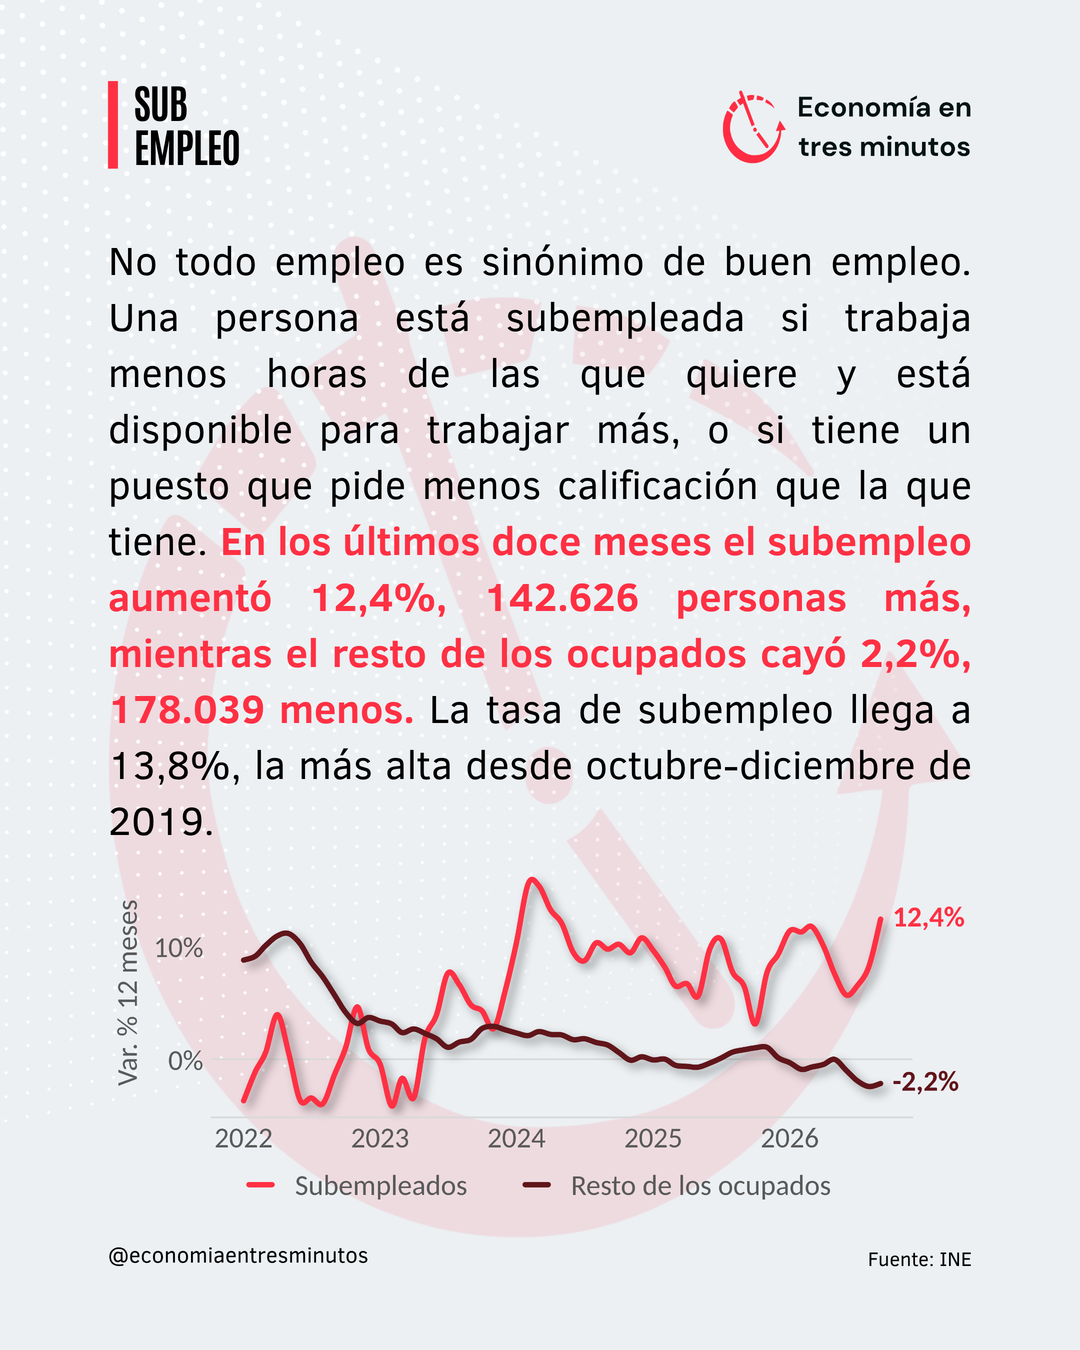 SUB
EMPLEO
Economía en
tres minutos
No todo empleo es sinónimo de buen empleo.
Una persona está subempleada si trabaja
menos horas de las que quiere y está
disponible para trabajar más, o si tiene un
puesto que pide menos calificación que la que
tiene. En los últimos doce meses el subempleo
aumentó 12,4%, 142.626 personas más,
mientras el resto de los ocupados cayó 2,2%,
178.039 menos. La tasa de subempleo llega a
13,8%, la más alta desde octubre-diciembre de
2019.
Var. % 12 meses
10%
0%
12,4%
-2,2%
2022 2023 2024 2025 2026
Subempleados Resto de los ocupados
@economiaentresminutos
Fuente: INE